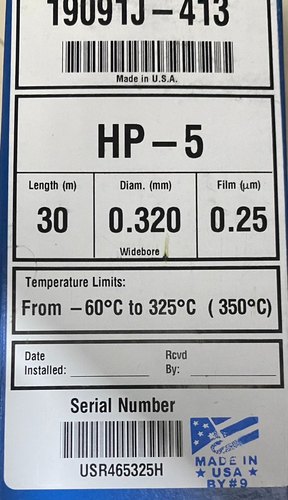 19091J-413
Made in U.S.A.
HP-5
Length (m) Diam. (mm) Film (µm)
30 0.320 0.25
Widebore
Temperature Limits:
From -60°C to 325°C (350°C)
Date Rcvd
Installed: By:
Serial Number
USR465325H
MADE IN
USA
BY #9